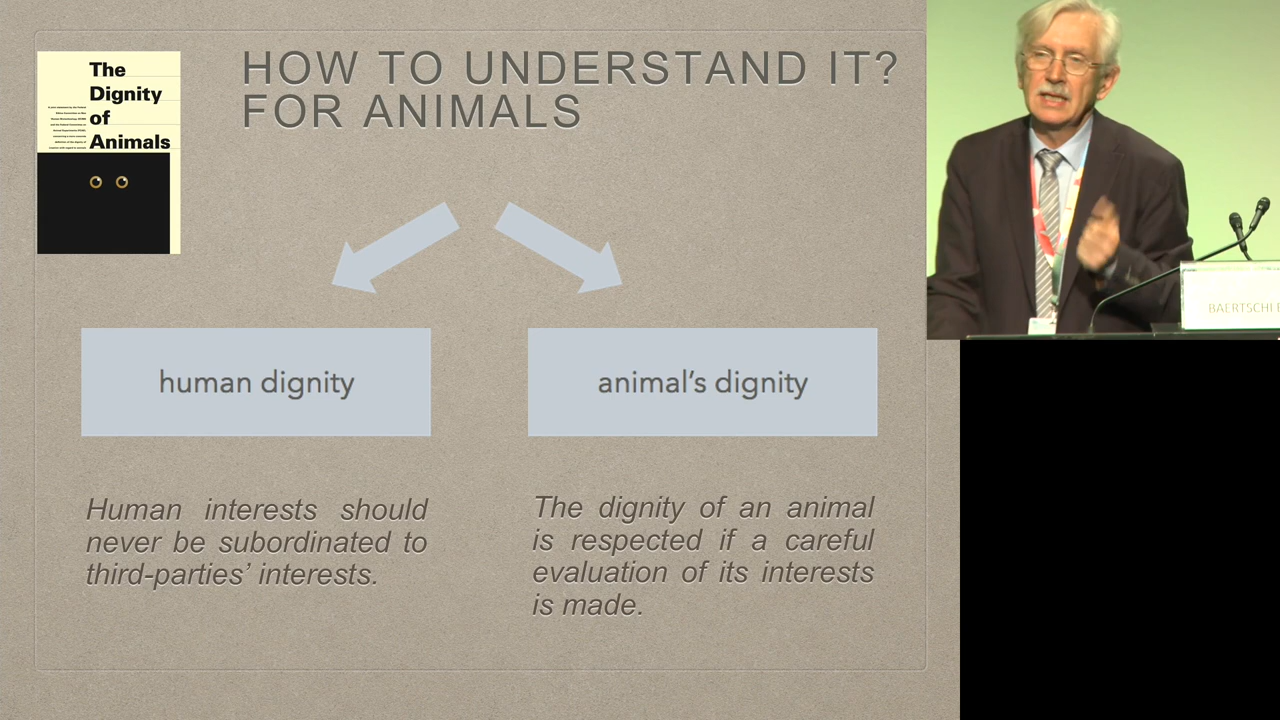 The
Dignity
of
Animals
HOW TO UNDERSTAND IT?
FOR ANIMALS
human dignity
animal's dignity
Human interests should
never be subordinated to
third-parties' interests.
The dignity of an animal
is respected if a careful
evaluation of its interests
is made.
BAERTSCHI